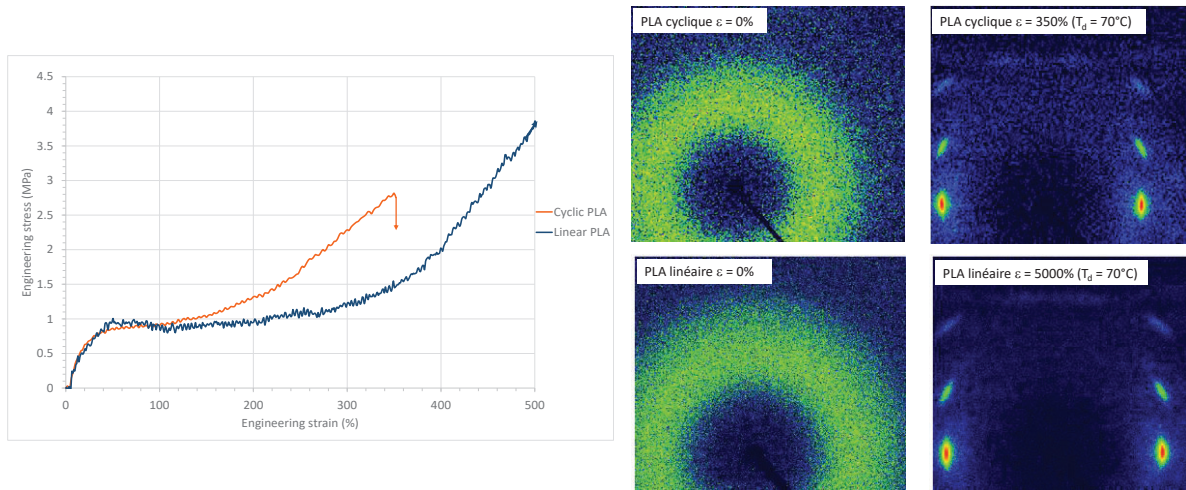 4.5
4
3.5
3
2.5
2
1.5
1
0.5
0
Engineering stress (MPa)
0 100 200 300 400 500
Engineering strain (%)
Cyclic PLA
Linear PLA
PLA cyclique ε = 0%
PLA cyclique ε = 350% (Td = 70°C)
PLA linéaire ε = 0%
PLA linéaire ε = 5000% (Td = 70°C)